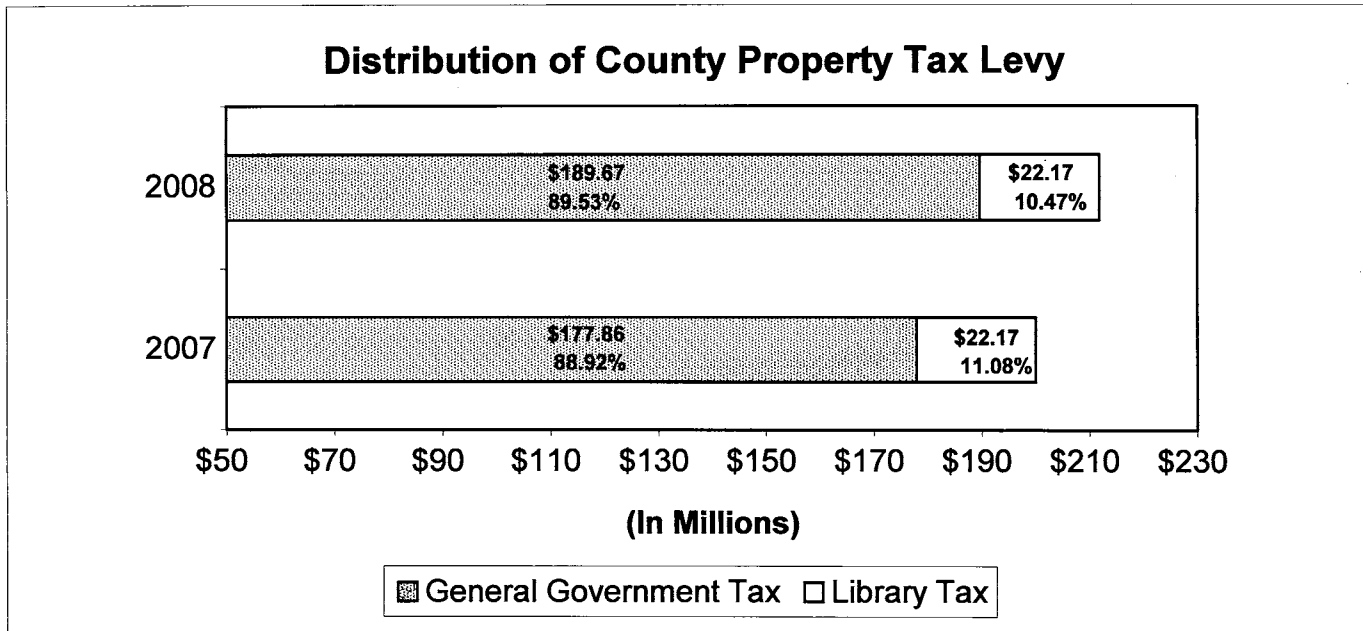 Distribution of County Property Tax Levy
2008
$189.67
89.53%
$22.17
10.47%
2007
$177.86
88.92%
$22.17
11.08%
$50 $70 $90 $110 $130 $150 $170 $190 $210 $230
(In Millions)
General Government Tax Library Tax